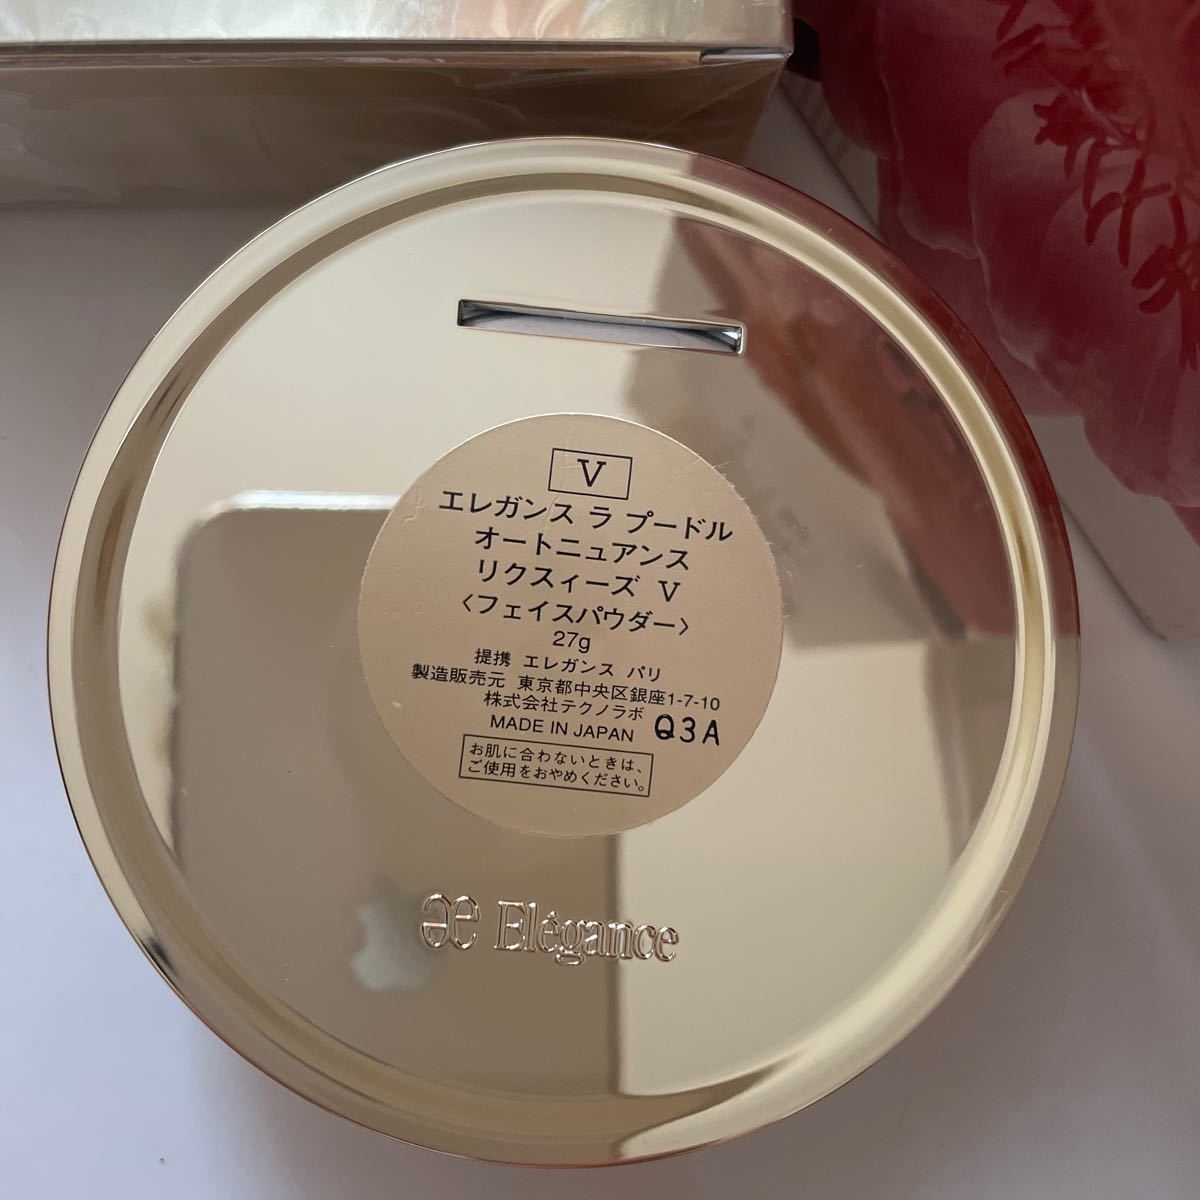 V
エレガンス ラ プードル
オートニュアンス
リクスィーズ V
〈フェイスパウダー〉
27g
提携 エレガンス パリ
製造販売元 東京都中央区銀座1-7-10
株式会社テクノラボ
MADE IN JAPAN Q3A
お肌に合わないときは、
ご使用をおやめください。
æ Elégance